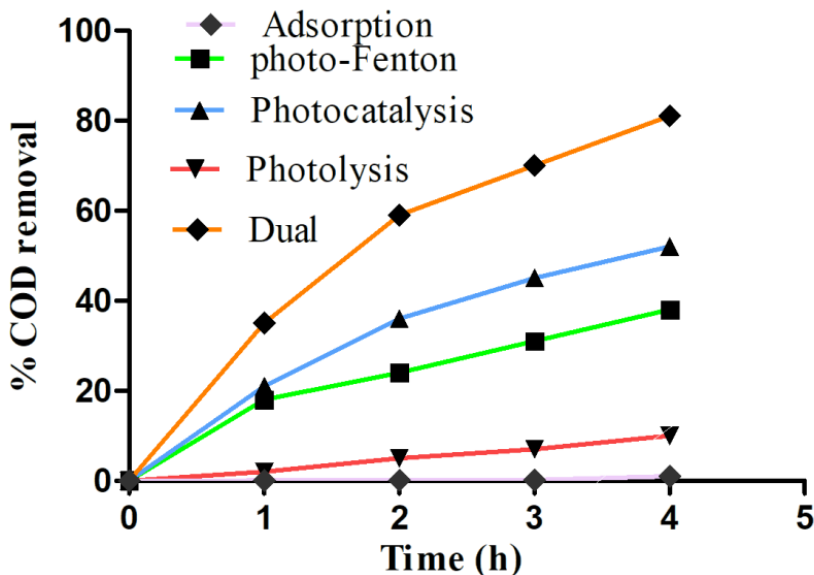 Adsorption
photo-Fenton
Photocatalysis
Photolysis
Dual
% COD removal
100
80
60
40
20
0
0 1 2 3 4 5
Time (h)